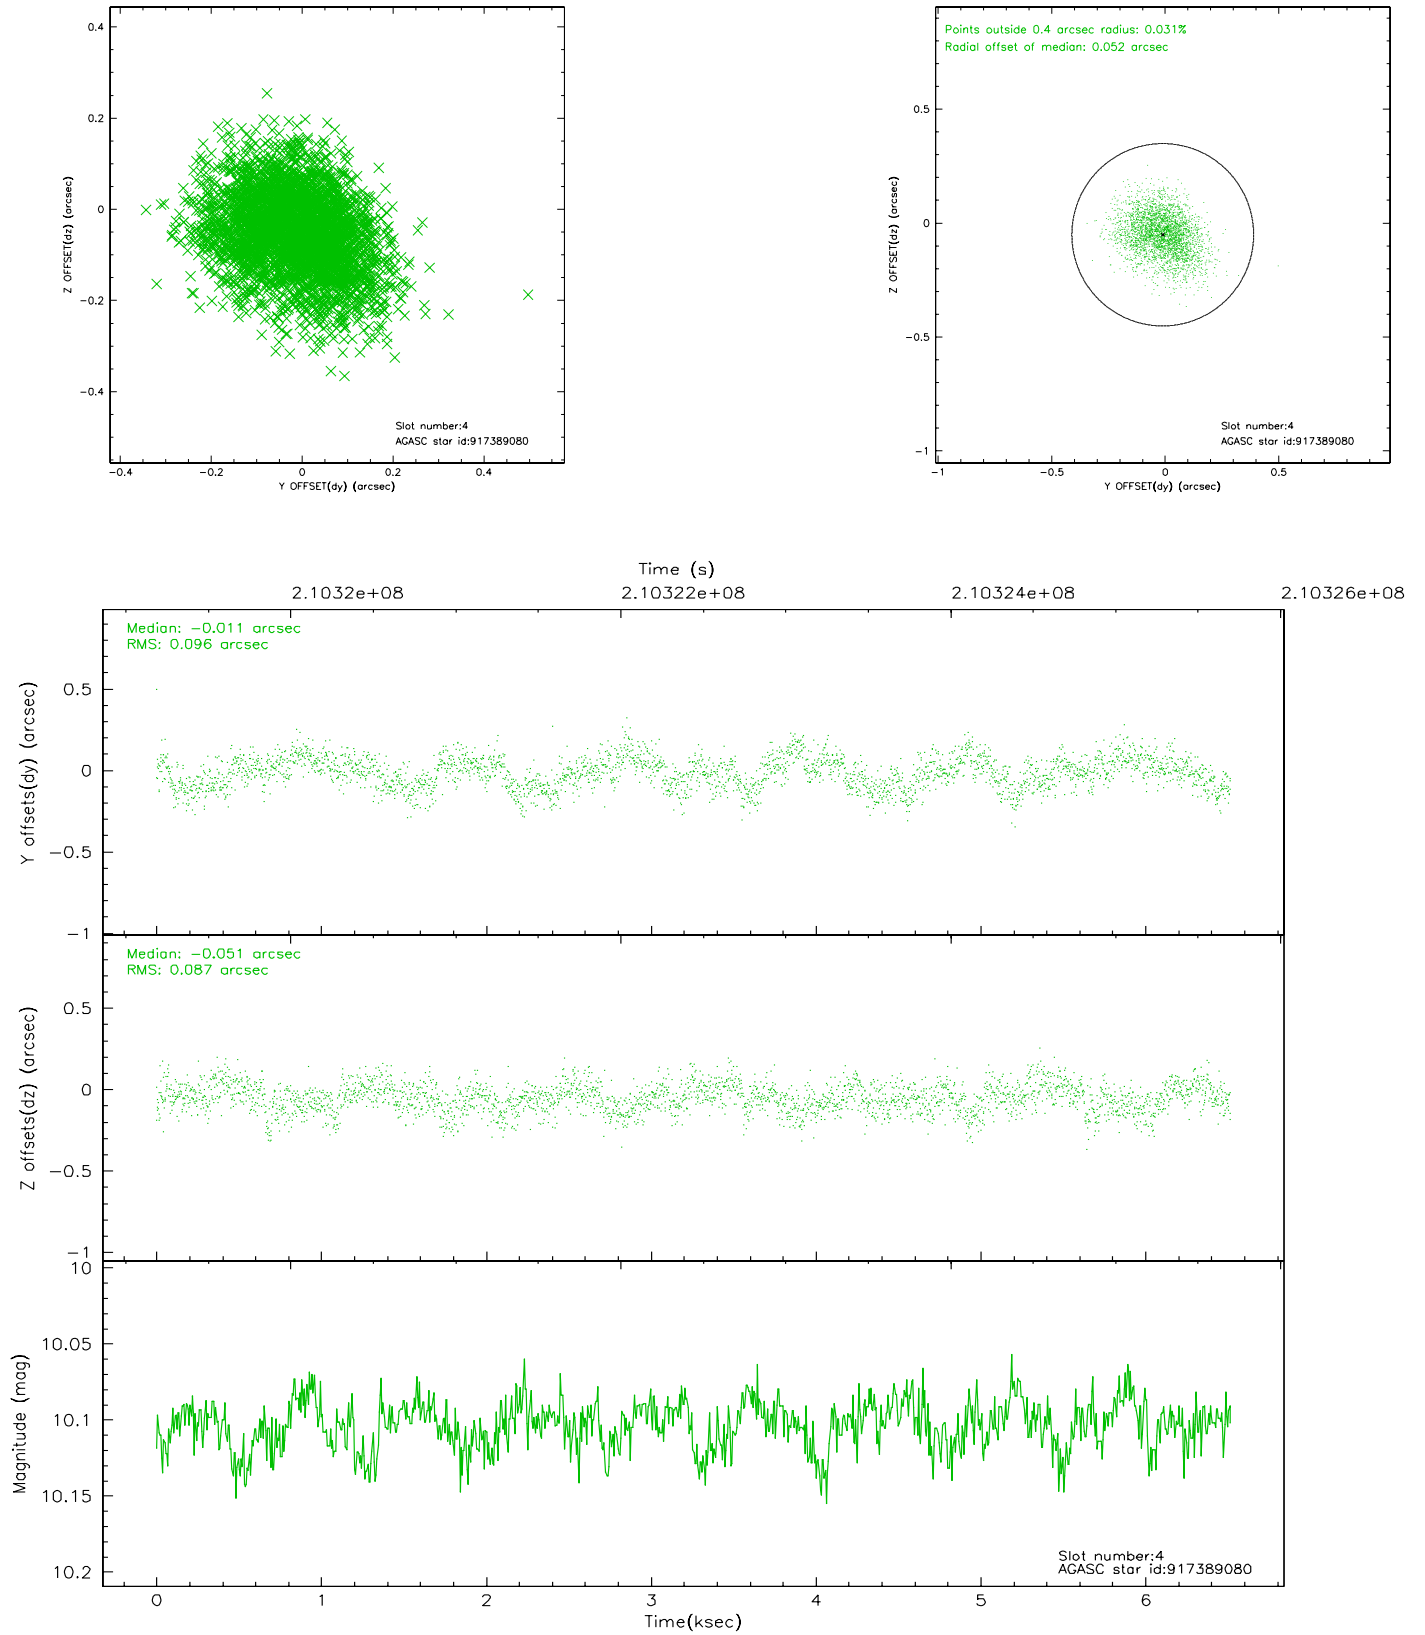 0.4
0.2
0
-0.2
-0.4
Z OFFSET(dz) (arcsec)
Slot number:4
AGASC star id:917389080
-0.4 -0.2 0 0.2 0.4
Y OFFSET(dy) (arcsec)
Points outside 0.4 arcsec radius: 0.031%
Radial offset of median: 0.052 arcsec
0.5
0
-0.5
-1
Z OFFSET(dz) (arcsec)
Slot number:4
AGASC star id:917389080
-1 -0.5 0 0.5
Y OFFSET(dy) (arcsec)
Time (s)
2.1032e+08 2.10322e+08 2.10324e+08 2.10326e+08
Median: -0.011 arcsec
RMS: 0.096 arcsec
0.5
0
-0.5
-1
Y offsets(dy) (arcsec)
Median: -0.051 arcsec
RMS: 0.087 arcsec
0.5
0
-0.5
-1
Z offsets(dz) (arcsec)
10
10.05
10.1
10.15
10.2
Magnitude (mag)
Slot number:4
AGASC star id:917389080
0 1 2 3 4 5 6
Time(ksec)